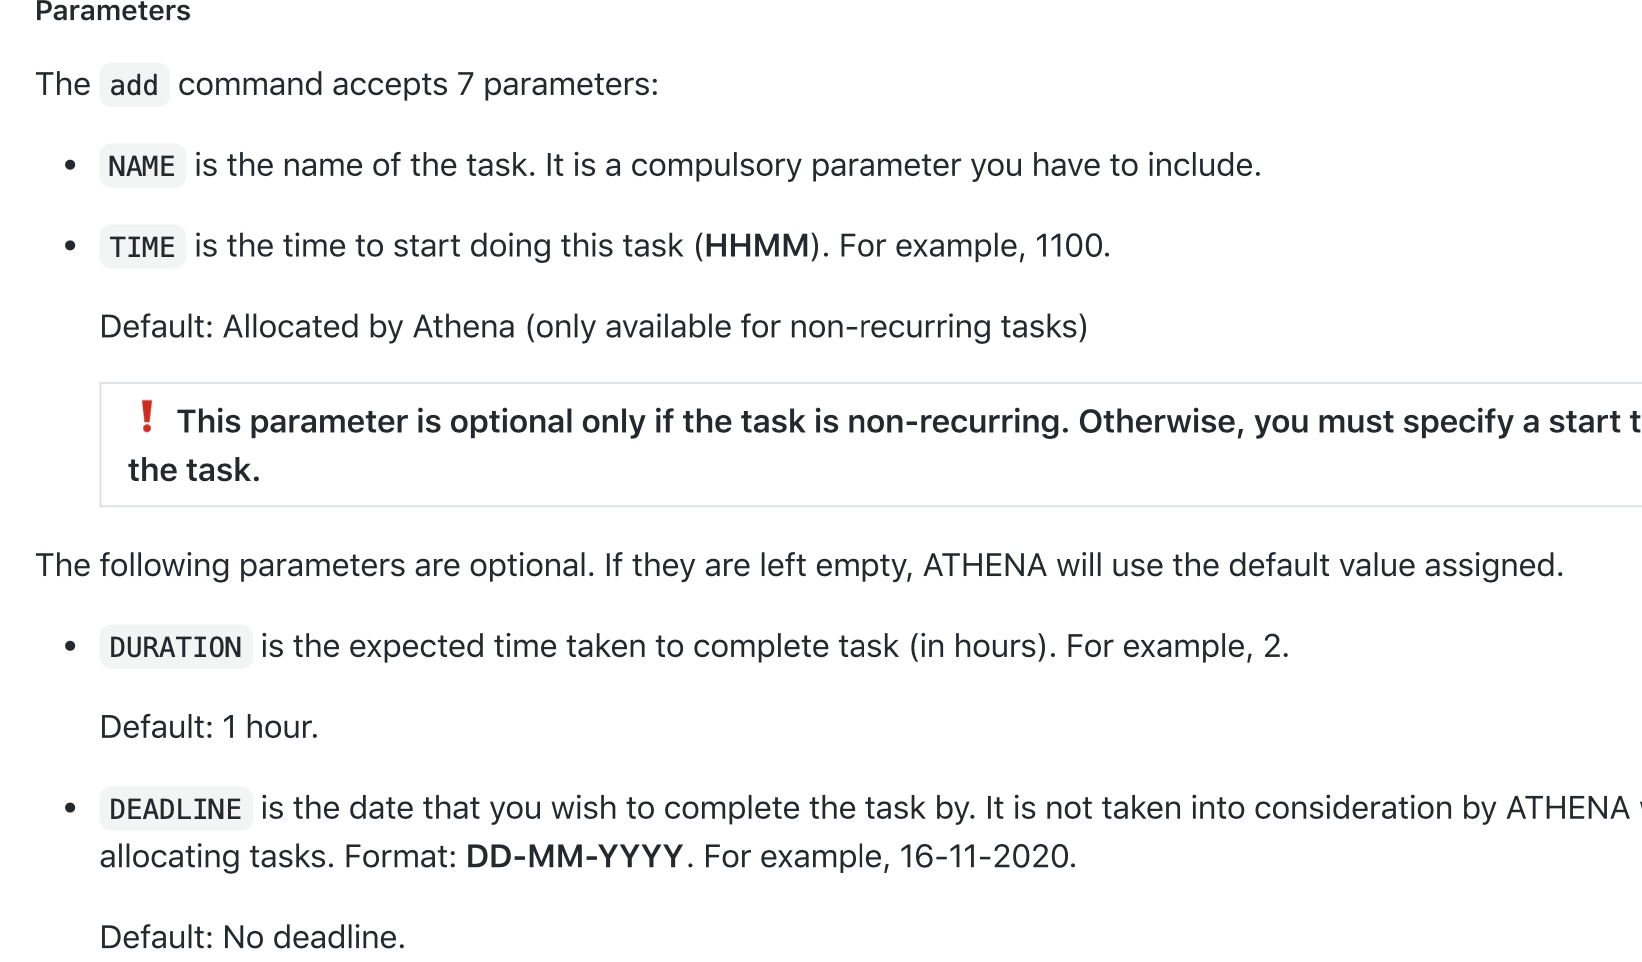 Parameters
The add command accepts 7 parameters:
• NAME is the name of the task. It is a compulsory parameter you have to include.
• TIME is the time to start doing this task (HHMM). For example, 1100.
Default: Allocated by Athena (only available for non-recurring tasks)
❗ This parameter is optional only if the task is non-recurring. Otherwise, you must specify a start
the task.
The following parameters are optional. If they are left empty, ATHENA will use the default value assigned.
• DURATION is the expected time taken to complete task (in hours). For example, 2.
Default: 1 hour.
• DEADLINE is the date that you wish to complete the task by. It is not taken into consideration by ATHENA
allocating tasks. Format: DD-MM-YYYY. For example, 16-11-2020.
Default: No deadline.